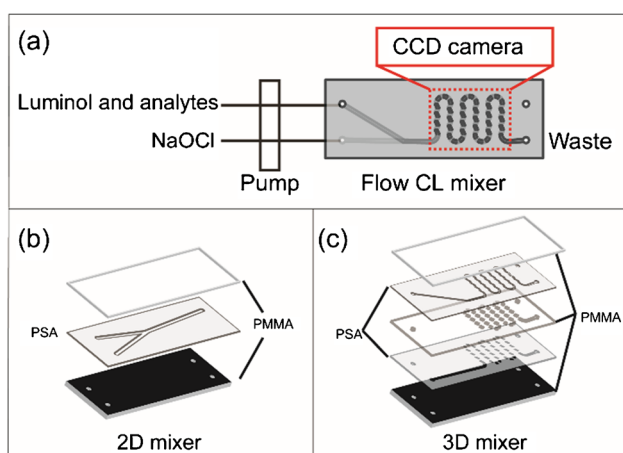 (a)
CCD camera
Luminol and analytes
NaOCl
Waste
Pump
Flow CL mixer
(b)
PSA
PMMA
2D mixer
(c)
PSA
PMMA
3D mixer